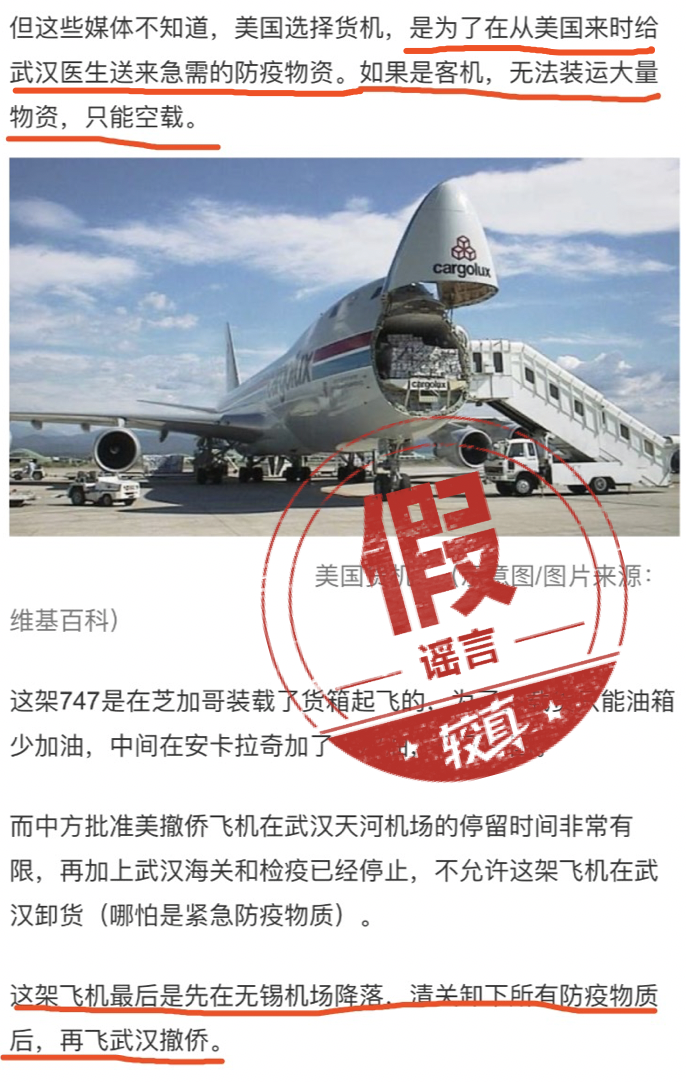 但这些媒体不知道，美国选择货机，是为了在从美国来时给
武汉医生送来急需的防疫物资。如果是客机，无法装运大量
物资，只能空载。
cargolux
cargolux
cargolux
假
谣言
较真
美国货机 意图/图片来源：
维基百科）
这架747是在芝加哥装载了货箱起飞的，为了 能油箱
少加油，中间在安卡拉奇加了
而中方批准美撤侨飞机在武汉天河机场的停留时间非常有
限，再加上武汉海关和检疫已经停止，不允许这架飞机在武
汉卸货（哪怕是紧急防疫物质）。
这架飞机最后是先在无锡机场降落，清关卸下所有防疫物质
后，再飞武汉撤侨。